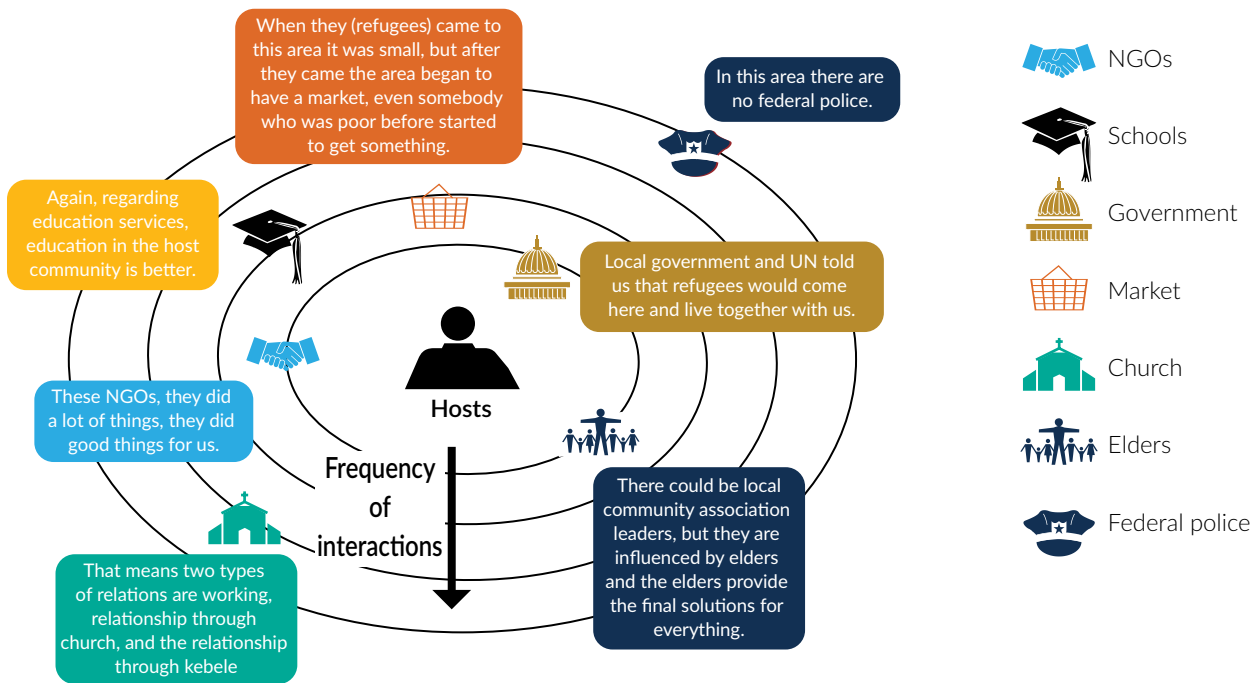 When they (refugees) came to
this area it was small, but after
they came the area began to
have a market, even somebody
who was poor before started
to get something.
In this area there are
no federal police.
Again, regarding
education services,
education in the host
community is better.
Local government and UN told
us that refugees would come
here and live together with us.
Hosts
These NGOs, they did
a lot of things, they did
good things for us.
Frequency
of
interactions
There could be local
community association
leaders, but they are
influenced by elders
and the elders provide
the final solutions for
everything.
That means two types
of relations are working,
relationship through
church, and the relationship
through kebele
NGOs
Schools
Government
Market
Church
Elders
Federal police